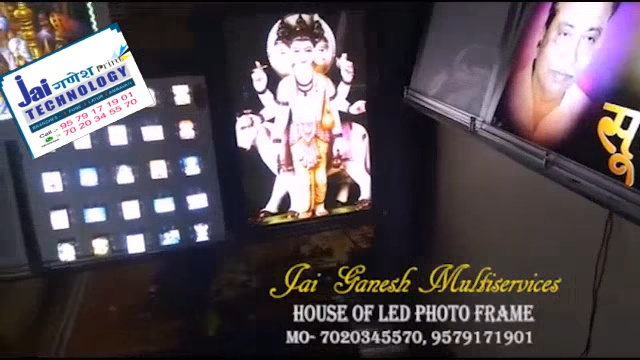 Jai गणेश Print
TECHNOLOGY
Call :- 95 79 17 19 01
70 20 34 55 70
सू
Jai Ganesh Multiservices
HOUSE OF LED PHOTO FRAME
MO- 7020345570, 9579171901